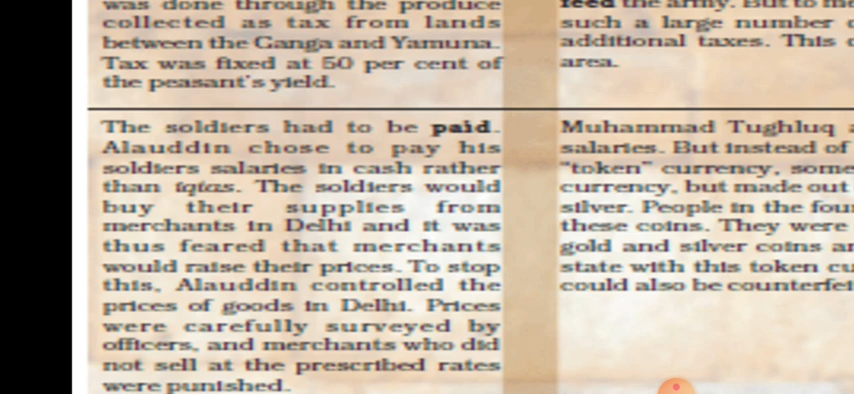 was done through the produce
collected as tax from lands
between the Ganga and Yamuna.
Tax was fixed at 50 per cent of
the peasant's yield.
The soldiers had to be paid.
Alauddin chose to pay his
soldiers salaries in cash rather
than iqtas. The soldiers would
buy their supplies from
merchants in Delhi and it was
thus feared that merchants
would raise their prices. To stop
this, Alauddin controlled the
prices of goods in Delhi. Prices
were carefully surveyed by
officers, and merchants who did
not sell at the prescribed rates
were punished.
feed the army. But to
such a large number
additional taxes. This
area.
Muhammad Tughluq
salaries. But instead of
"token" currency,
currency, but made out
silver. People in the
these coins. They were
gold and silver coins
state with this token
could also be